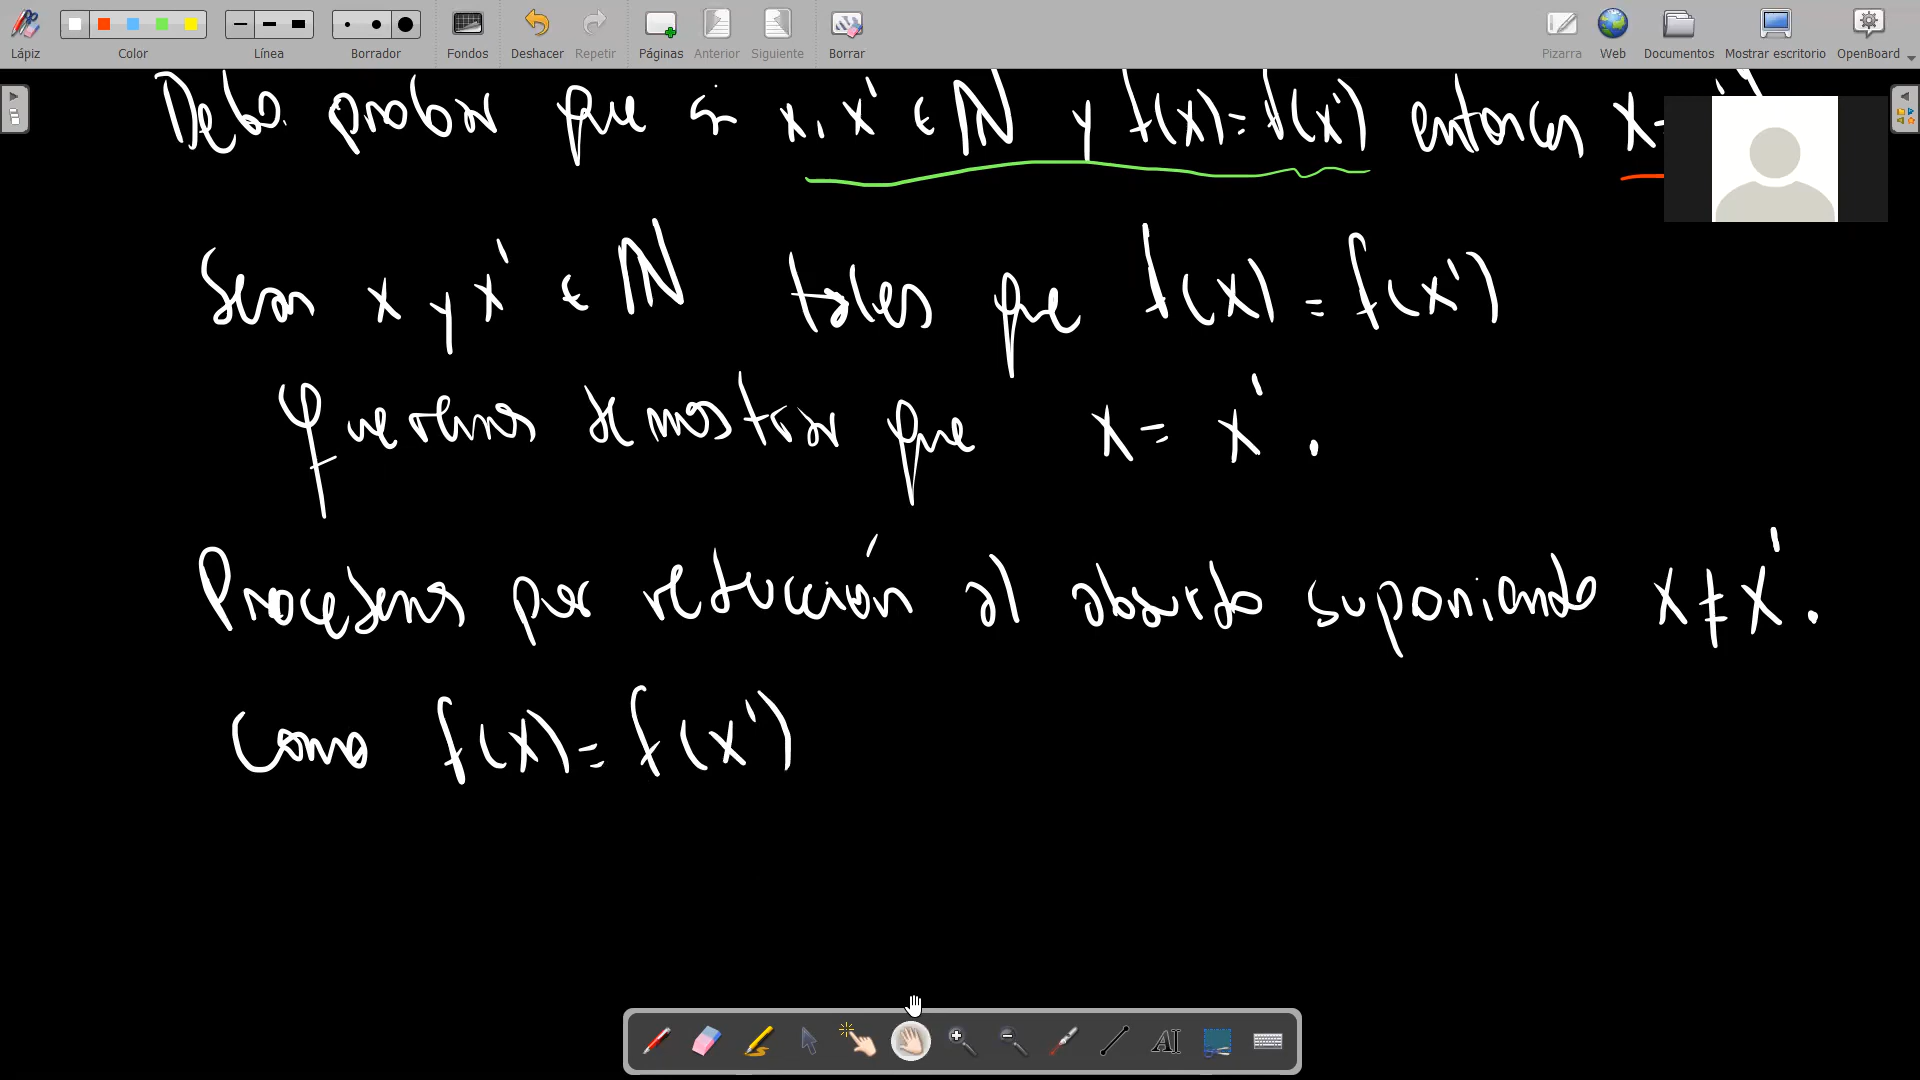 Lápiz Color Línea Borrador Fondos Deshacer Repetir Páginas Anterior Siguiente Borrar Pizarra Web Documentos Mostrar escritorio OpenBoard
Debo probar que si x, x' ∈ ℕ y f(x)=f(x') entonces x=
Sean x y x' ∈ ℕ tales que f(x) = f(x')
Queremos demostrar que x = x' .
Procedemos por reducción al absurdo suponiendo x ≠ x' .
Como f(x) = f(x')